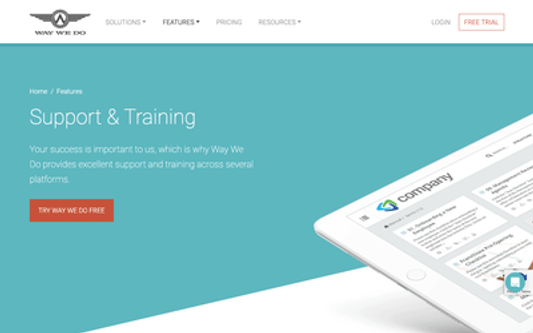 WAY WE DO
SOLUTIONS
FEATURES
PRICING
RESOURCES
LOGIN
FREE TRIAL
Home / Features
Support & Training
Your success is important to us, which is why Way We
Do provides excellent support and training across several
platforms.
TRY WAY WE DO FREE
company